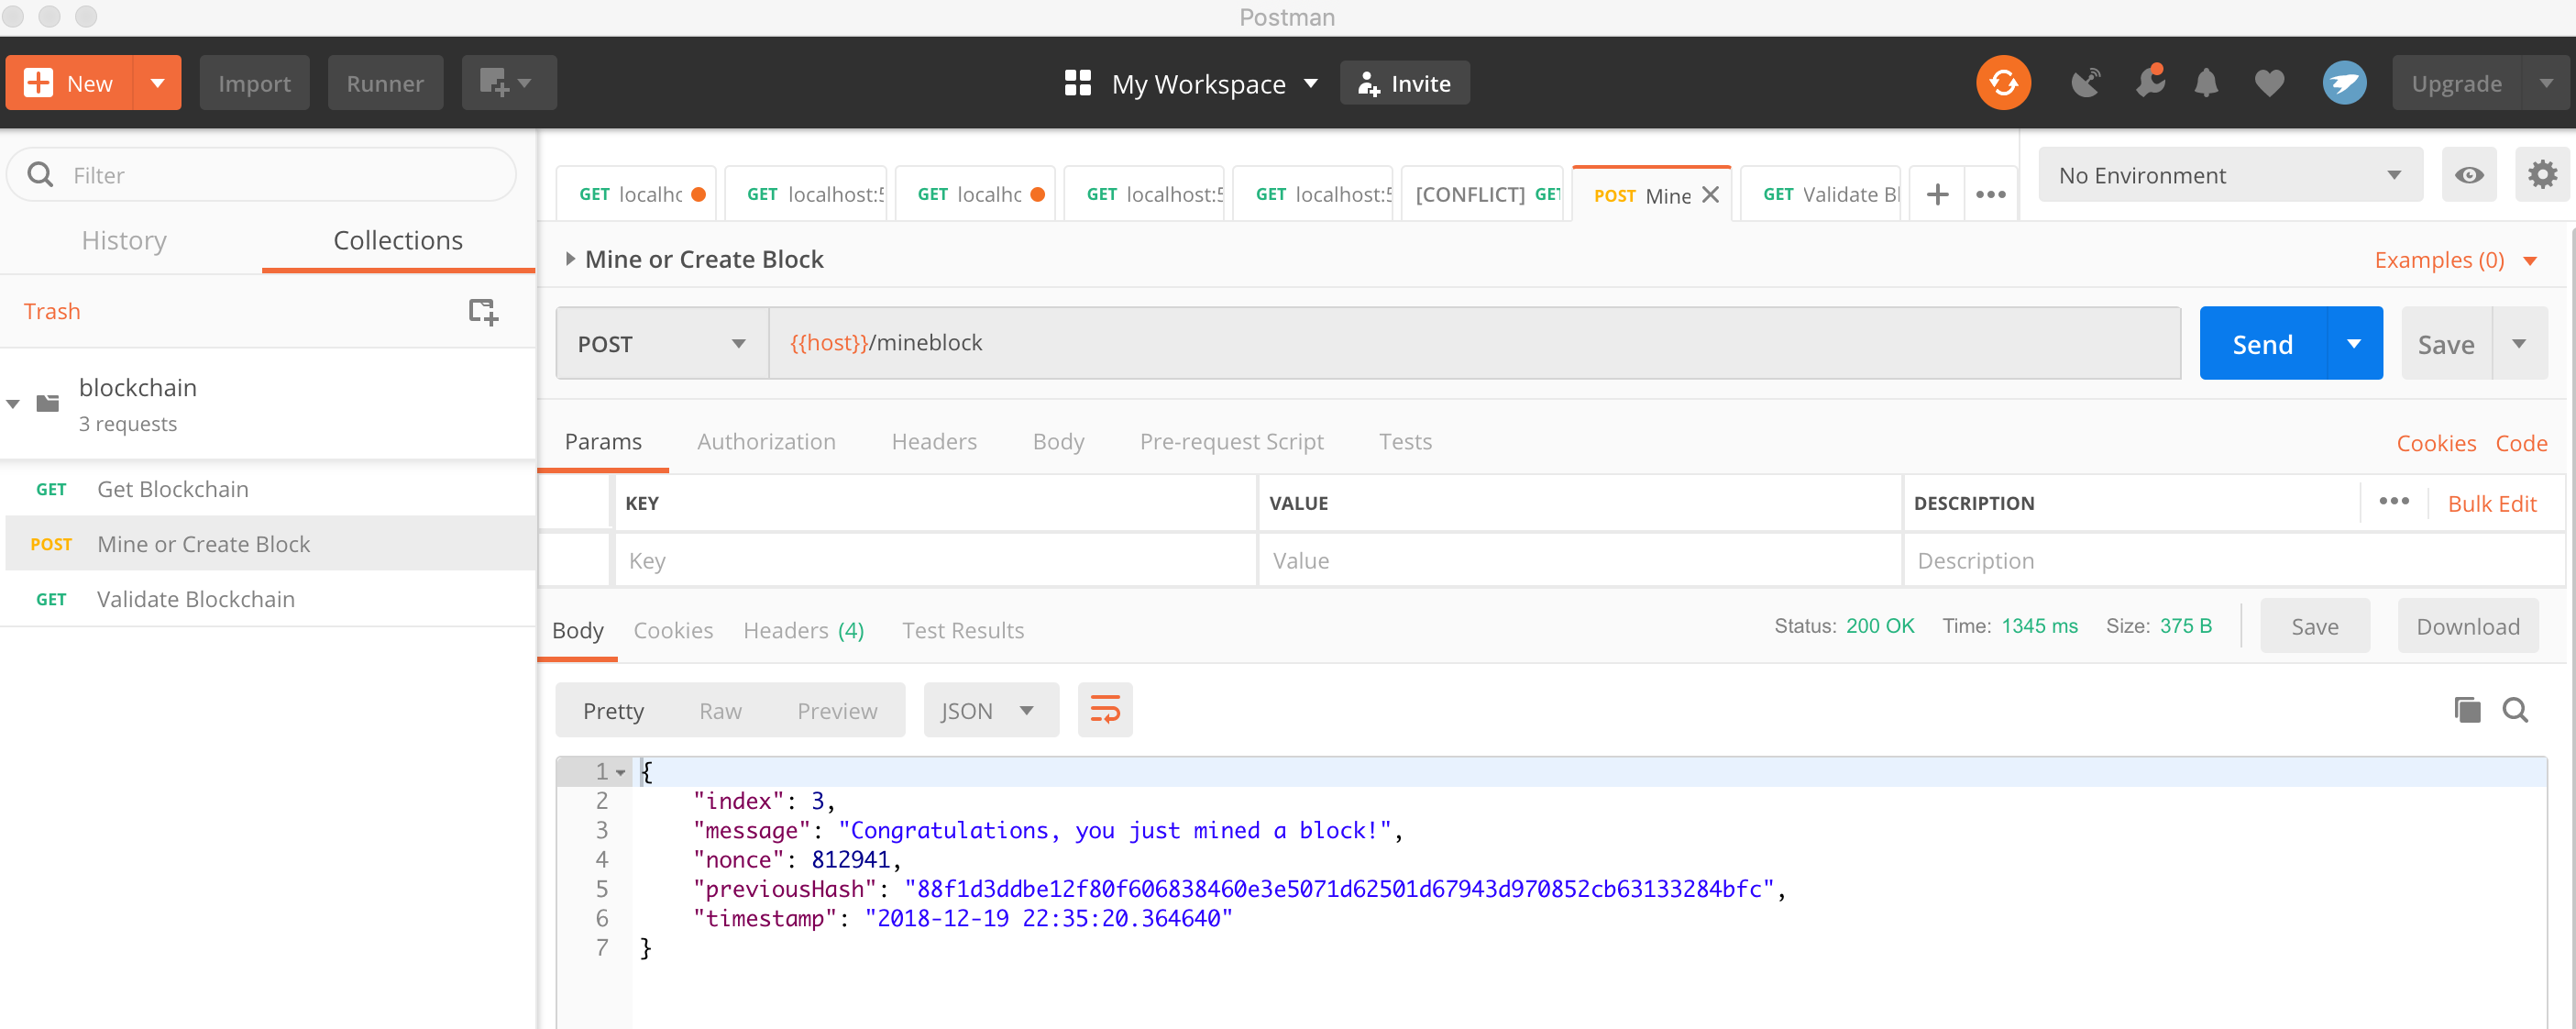 Postman
New
Import
Runner
My Workspace
Invite
Upgrade
Filter
History
Collections
Trash
blockchain
3 requests
GET Get Blockchain
POST Mine or Create Block
GET Validate Blockchain
GET localhc
GET localhost:5
GET localhc
GET localhost:5
GET localhost:5
[CONFLICT] GET
POST Mine
GET Validate Bl
No Environment
Mine or Create Block
Examples (0)
POST
{{host}}/mineblock
Send
Save
Params
Authorization
Headers
Body
Pre-request Script
Tests
Cookies
Code
KEY
VALUE
DESCRIPTION
Bulk Edit
Key
Value
Description
Body
Cookies
Headers (4)
Test Results
Status: 200 OK
Time: 1345 ms
Size: 375 B
Save
Download
Pretty
Raw
Preview
JSON
1 {
2 "index": 3,
3 "message": "Congratulations, you just mined a block!",
4 "nonce": 812941,
5 "previousHash": "88f1d3ddbe12f80f606838460e3e5071d62501d67943d970852cb63133284bfc",
6 "timestamp": "2018-12-19 22:35:20.364640"
7 }